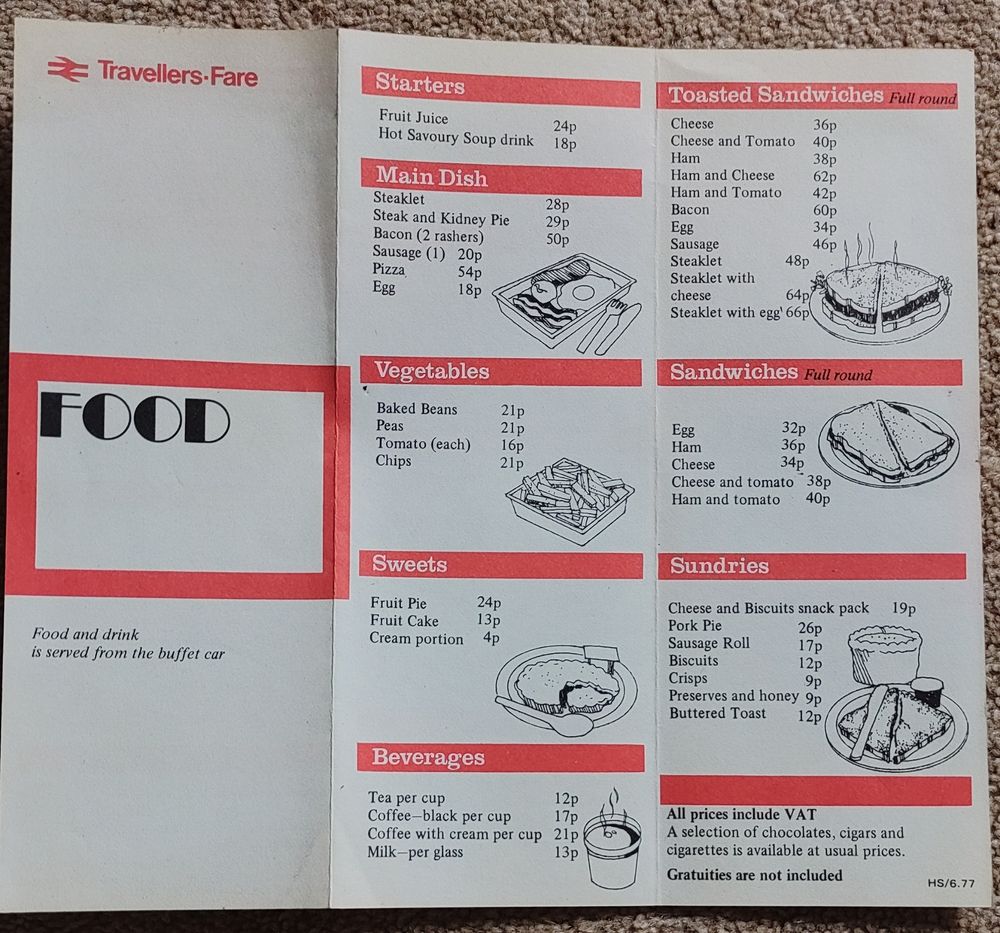 Travellers-Fare
FOOD
Food and drink
is served from the buffet car
Starters
Fruit Juice 24p
Hot Savoury Soup drink 18p
Main Dish
Steaklet 28p
Steak and Kidney Pie 29p
Bacon (2 rashers) 50p
Sausage (1) 20p
Pizza 54p
Egg 18p
Vegetables
Baked Beans 21p
Peas 21p
Tomato (each) 16p
Chips 21p
Sweets
Fruit Pie 24p
Fruit Cake 13p
Cream portion 4p
Beverages
Tea per cup 12p
Coffee—black per cup 17p
Coffee with cream per cup 21p
Milk—per glass 13p
Toasted Sandwiches Full round
Cheese 36p
Cheese and Tomato 40p
Ham 38p
Ham and Cheese 62p
Ham and Tomato 42p
Bacon 60p
Egg 34p
Sausage 46p
Steaklet 48p
Steaklet with
cheese 64p
Steaklet with egg 66p
Sandwiches Full round
Egg 32p
Ham 36p
Cheese 34p
Cheese and tomato 38p
Ham and tomato 40p
Sundries
Cheese and Biscuits snack pack 19p
Pork Pie 26p
Sausage Roll 17p
Biscuits 12p
Crisps 9p
Preserves and honey 9p
Buttered Toast 12p
All prices include VAT
A selection of chocolates, cigars and
cigarettes is available at usual prices.
Gratuities are not included
HS/6.77